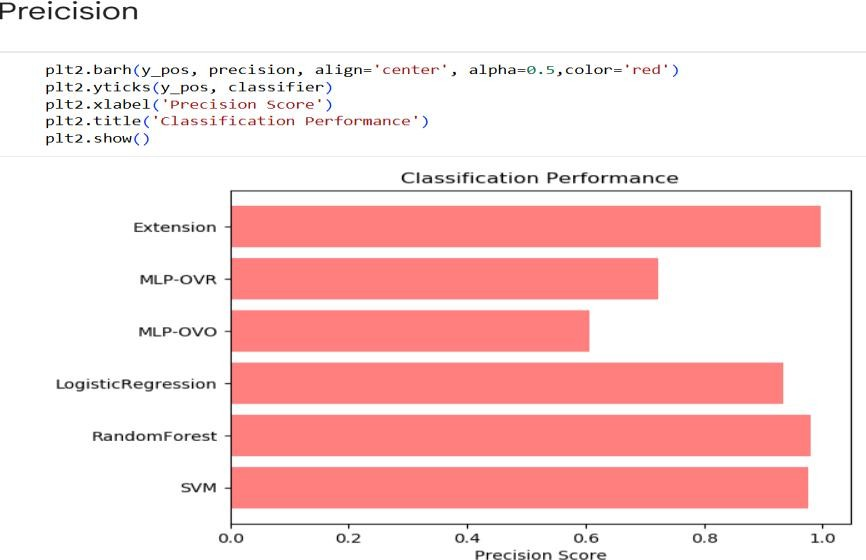 Preicision
plt2.barh(y_pos, precision, align='center', alpha=0.5,color='red')
plt2.yticks(y_pos, classifier)
plt2.xlabel('Precision Score')
plt2.title('Classification Performance')
plt2.show()
Classification Performance
Extension
MLP-OVR
MLP-OVO
LogisticRegression
RandomForest
SVM
0.0 0.2 0.4 0.6 0.8 1.0
Precision Score